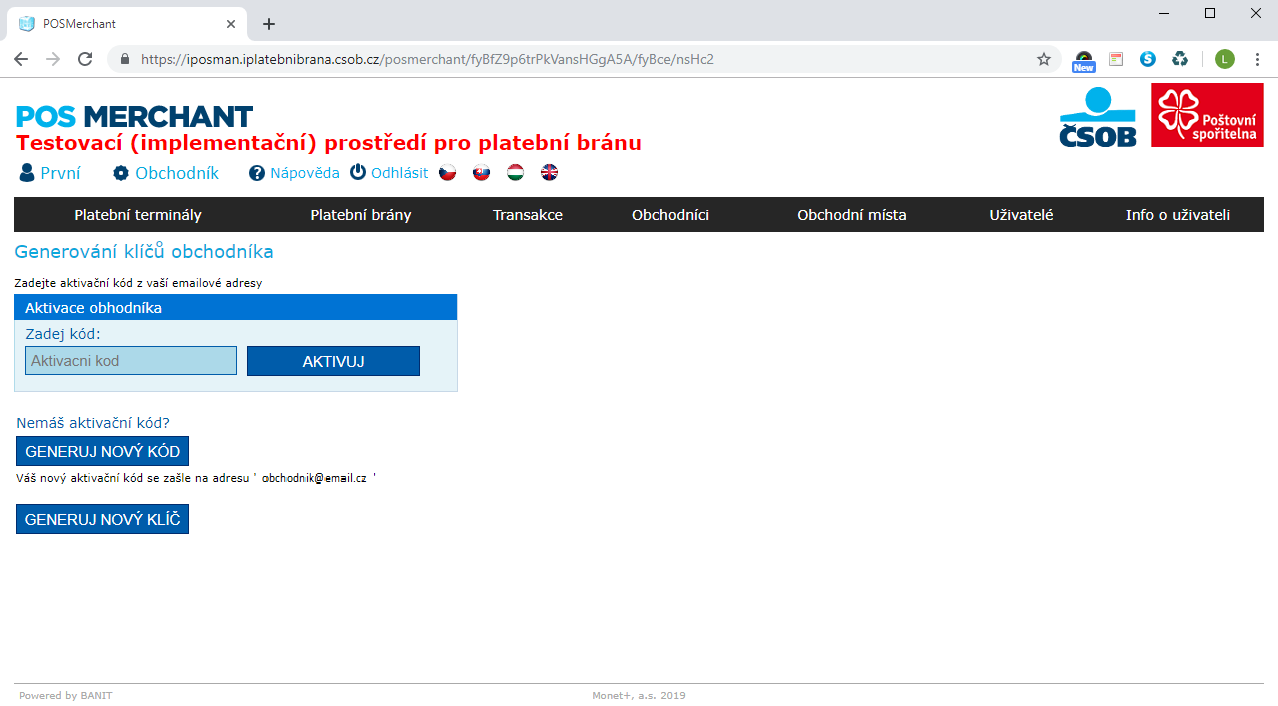 POSMerchant
https://iposman.iplatebnibrana.csob.cz/posmerchant/fyBfZ9p6trPkVansHGgA5A/fyBce/nsHc2
New
L
POS MERCHANT
ČSOB
Poštovní
spořitelna
Testovací (implementační) prostředí pro platební bránu
První Obchodník Nápověda Odhlásit
Platební terminály Platební brány Transakce Obchodníci Obchodní místa Uživatelé Info o uživateli
Generování klíčů obchodníka
Zadejte aktivační kód z vaší emailové adresy
Aktivace obhodníka
Zadej kód:
Aktivacni kod AKTIVUJ
Nemáš aktivační kód?
GENERUJ NOVÝ KÓD
Váš nový aktivační kód se zašle na adresu ' obchodnik@email.cz '
GENERUJ NOVÝ KLÍČ
Powered by BANIT Monet+, a.s. 2019